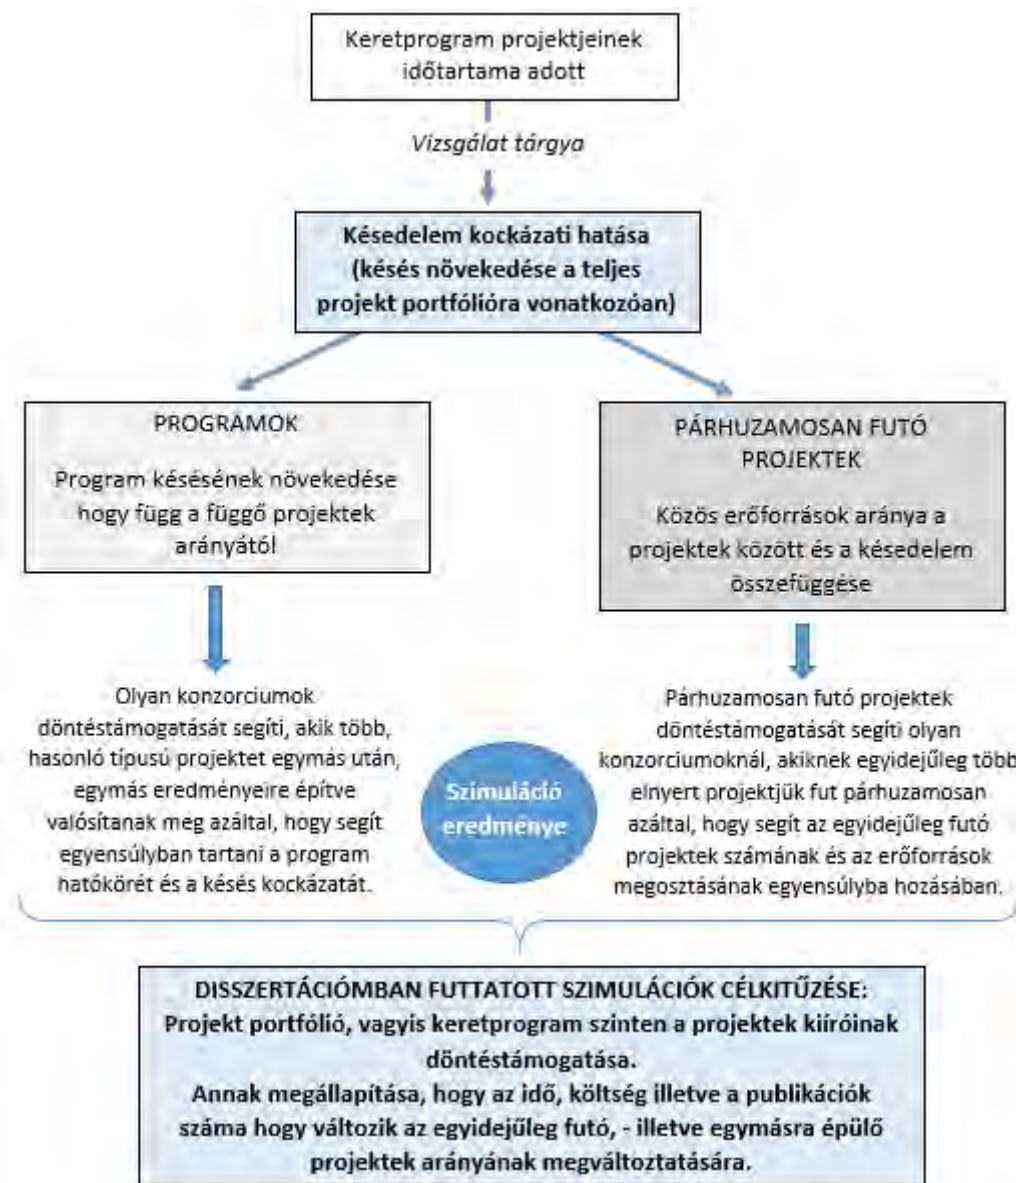 Keretprogram projektjeinek
időtartama adott
Vizsgálat tárgya
Késedelem kockázati hatása
(késés növekedése a teljes
projekt portfólióra vonatkozóan)
PROGRAMOK
Program késésének növekedése
hogy függ a függő projektek
arányától
PÁRHUZAMOSAN FUTÓ
PROJEKTEK
Közös erőforrások aránya a
projektek között és a késedelem
összefüggése
Olyan konzorciumok
döntéstámogatását segíti, akik több,
hasonló típusú projektet egymás után,
egymás eredményeire építve
valósítanak meg azáltal, hogy segít
egyensúlyban tartani a program
hatókörét és a késés kockázatát.
Szimuláció
eredménye
Párhuzamosan futó projektek
döntéstámogatását segíti olyan
konzorciumoknál, akiknek egyidejűleg több
elnyert projektjük fut párhuzamosan
azáltal, hogy segít az egyidejűleg futó
projektek számának és az erőforrások
megosztásának egyensúlyba hozásában.
DISSZERTÁCIÓMBAN FUTTATOTT SZIMULÁCIÓK CÉLKITŰZÉSE:
Projekt portfólió, vagyis keretprogram szinten a projektek kiíróinak
döntéstámogatása.
Annak megállapítása, hogy az idő, költség illetve a publikációk
száma hogy változik az egyidejűleg futó, - illetve egymásra épülő
projektek arányának megváltoztatására.